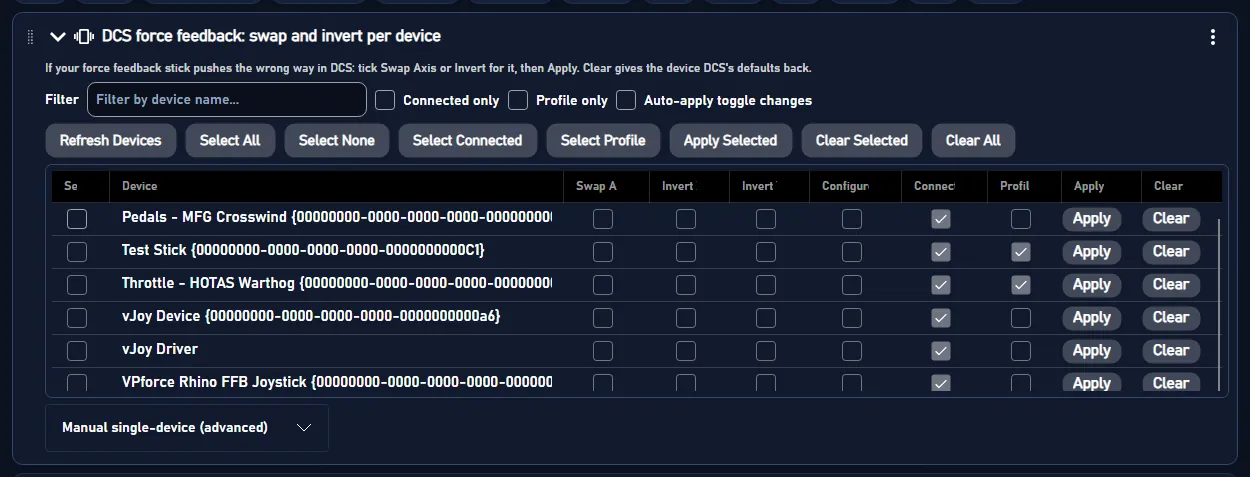 DCS force feedback: swap and invert per device
If your force feedback stick pushes the wrong way in DCS: tick Swap Axis or Invert for it, then Apply. Clear gives the device DCS's defaults back.
Filter Filter by device name... Connected only Profile only Auto-apply toggle changes
Refresh Devices Select All Select None Select Connected Select Profile Apply Selected Clear Selected Clear All
Se Device Swap A Invert Invert Configur Connec Profil Apply Clear
Pedals - MFG Crosswind {00000000-0000-0000-0000-000000000 Apply Clear
Test Stick {00000000-0000-0000-0000-0000000000C1} Apply Clear
Throttle - HOTAS Warthog {00000000-0000-0000-0000-00000000 Apply Clear
vJoy Device {00000000-0000-0000-0000-0000000000a6} Apply Clear
vJoy Driver Apply Clear
VPforce Rhino FFB Joystick {00000000-0000-0000-0000-000000 Apply Clear
Manual single-device (advanced)